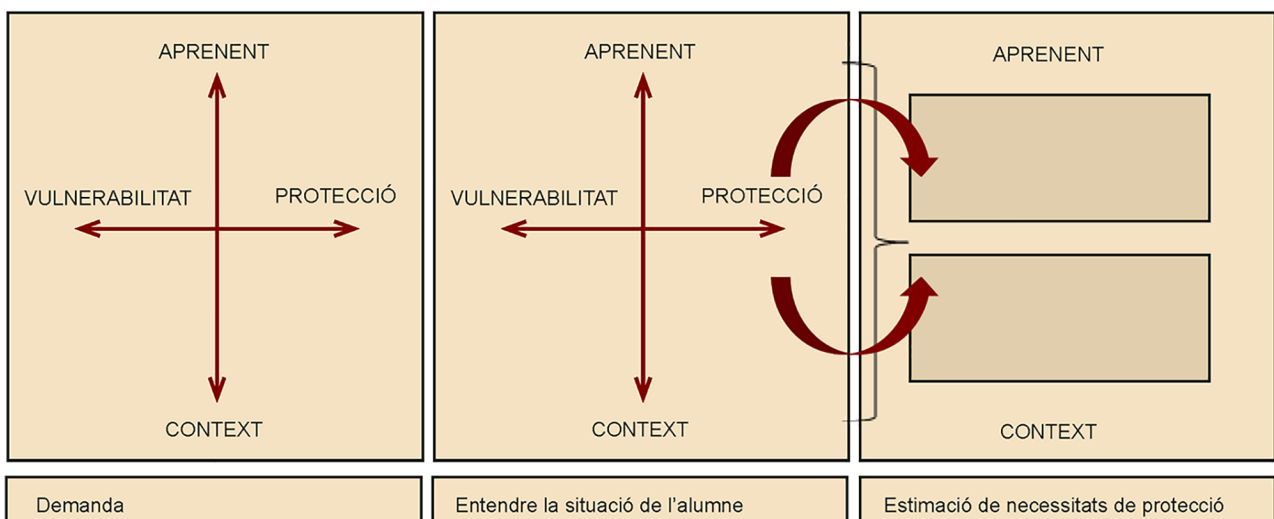 APRENENT
VULNERABILITAT
PROTECCIÓ
CONTEXT
APRENENT
VULNERABILITAT
PROTECCIÓ
CONTEXT
APRENENT
CONTEXT
Demanda
Entendre la situació de l'alumne
Estimació de necessitats de protecció